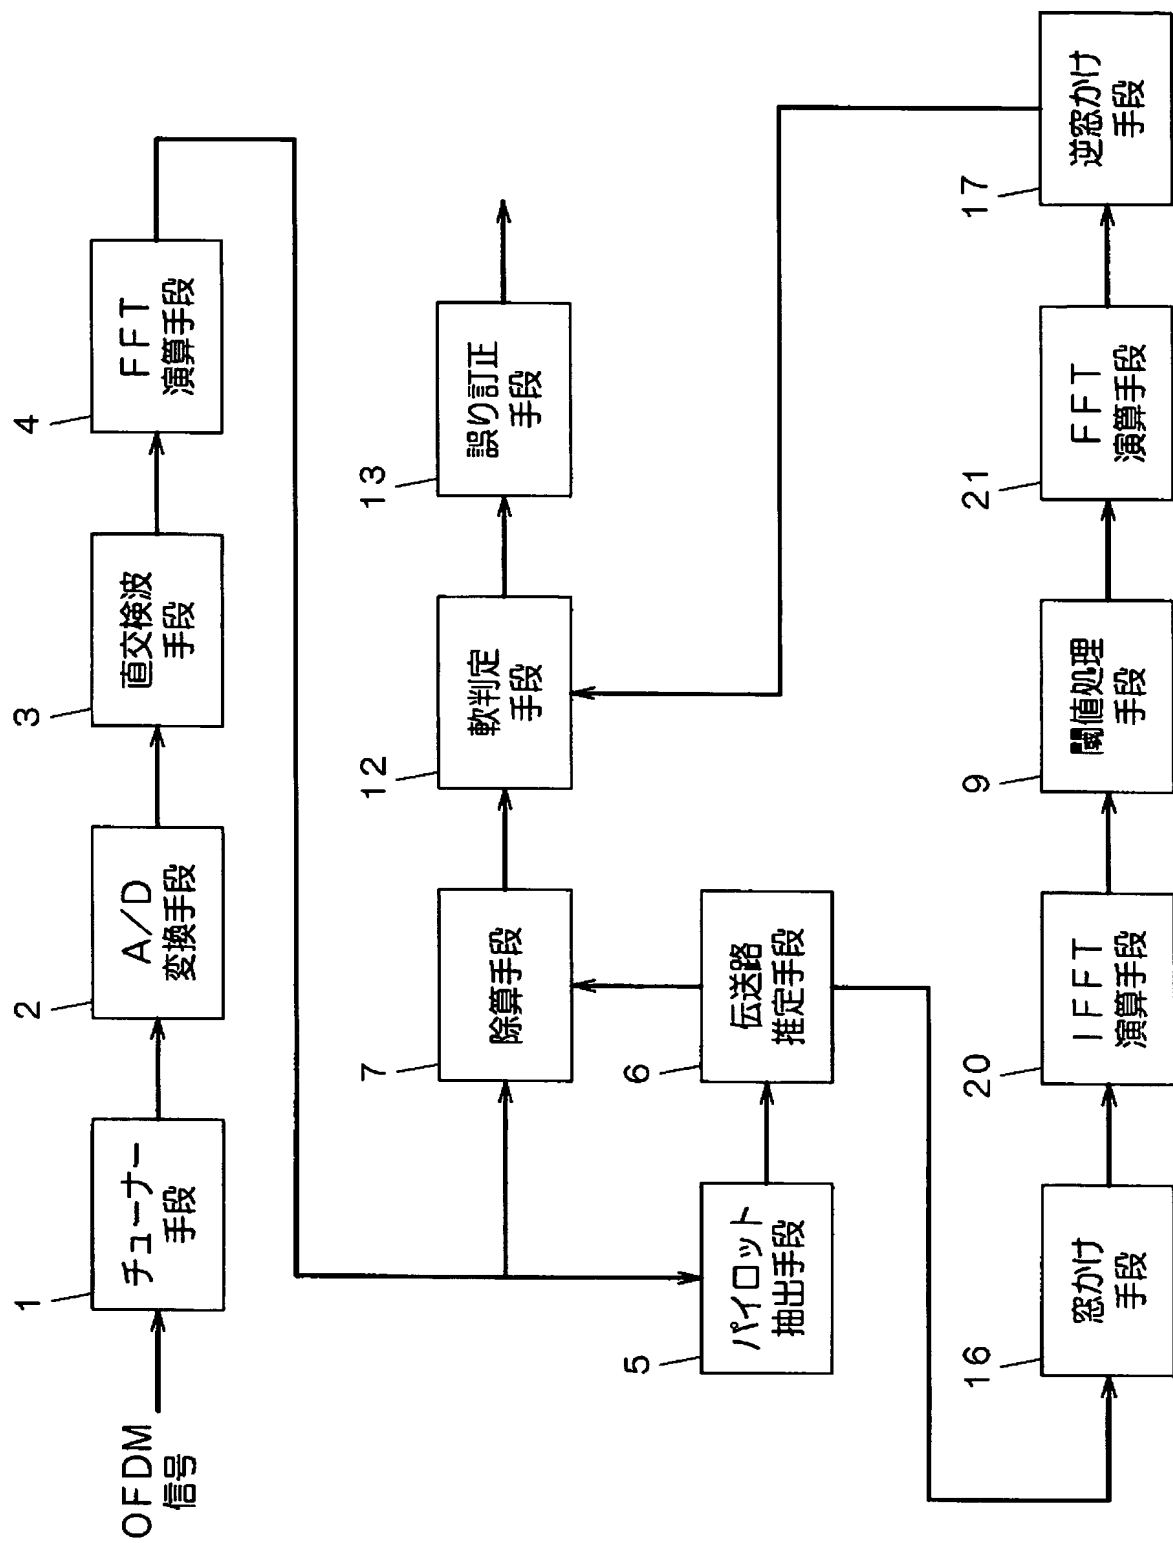 OFDM
信号
1
チューナー
手段
2
A/D
変換手段
3
直交検波
手段
4
FFT
演算手段
7
除算手段
12
軟判定
手段
13
誤り訂正
手段
5
パイロット
抽出手段
6
伝送路
推定手段
16
窓かけ
手段
20
IFFT
演算手段
9
閾値処理
手段
21
FFT
演算手段
17
逆窓かけ
手段